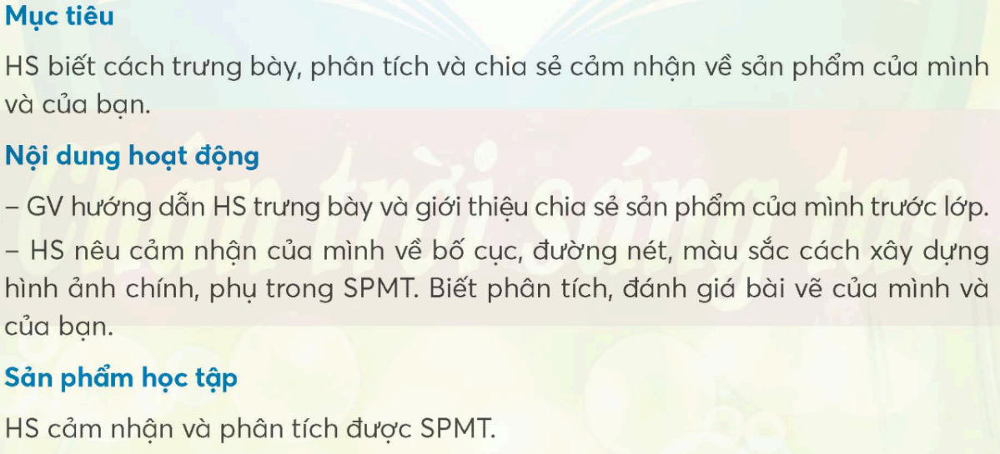 Mục tiêu
HS biết cách trưng bày, phân tích và chia sẻ cảm nhận về sản phẩm của mình
và của bạn.
Nội dung hoạt động
– GV hướng dẫn HS trưng bày và giới thiệu chia sẻ sản phẩm của mình trước lớp.
– HS nêu cảm nhận của mình về bố cục, đường nét, màu sắc cách xây dựng
hình ảnh chính, phụ trong SPMT. Biết phân tích, đánh giá bài vẽ của mình và
của bạn.
Sản phẩm học tập
HS cảm nhận và phân tích được SPMT.
Chân trời sáng tạo